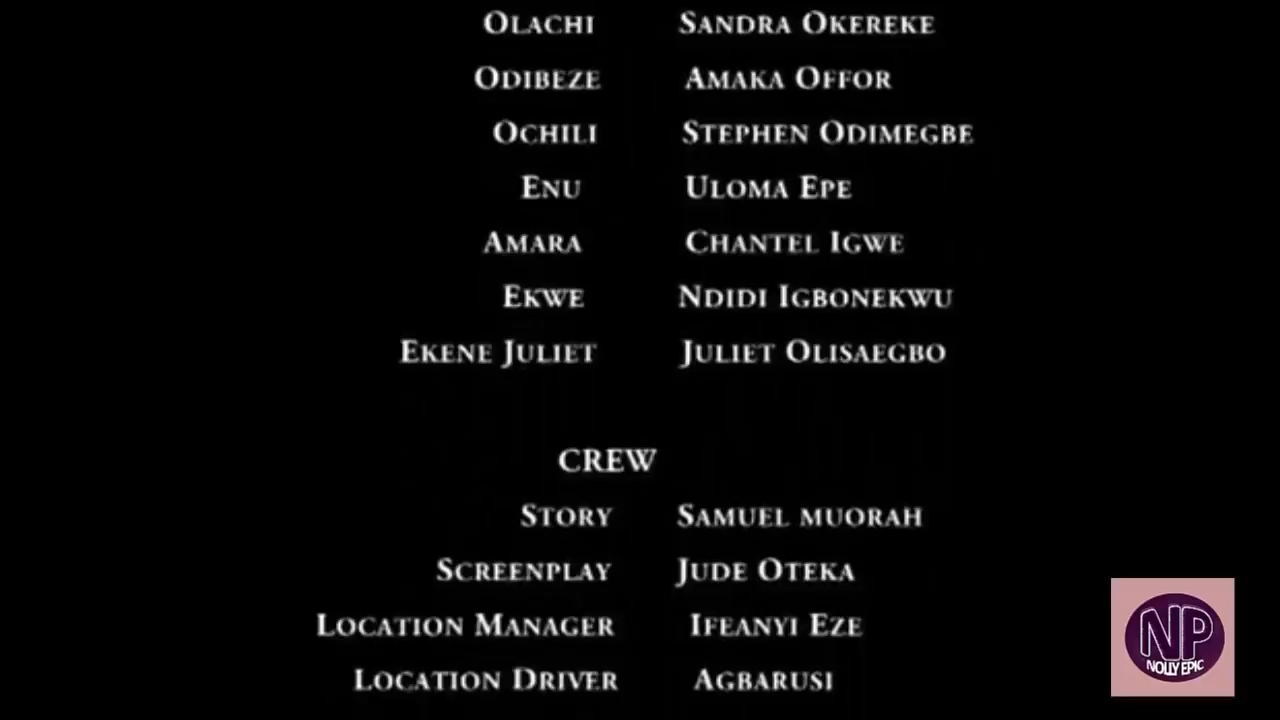 OLACHI SANDRA OKEREKE
ODIBEZE AMAKA OFFOR
OCHILI STEPHEN ODIMEGBE
ENU ULOMA EPE
AMARA CHANTEL IGWE
EKWE NDIDI IGBONEKWU
EKENE JULIET JULIET OLISAEGBO
CREW
STORY SAMUEL MUORAH
SCREENPLAY JUDE OTEKA
LOCATION MANAGER IFEANYI EZE
LOCATION DRIVER AGBARUSI
NP
NOLLY EPIC